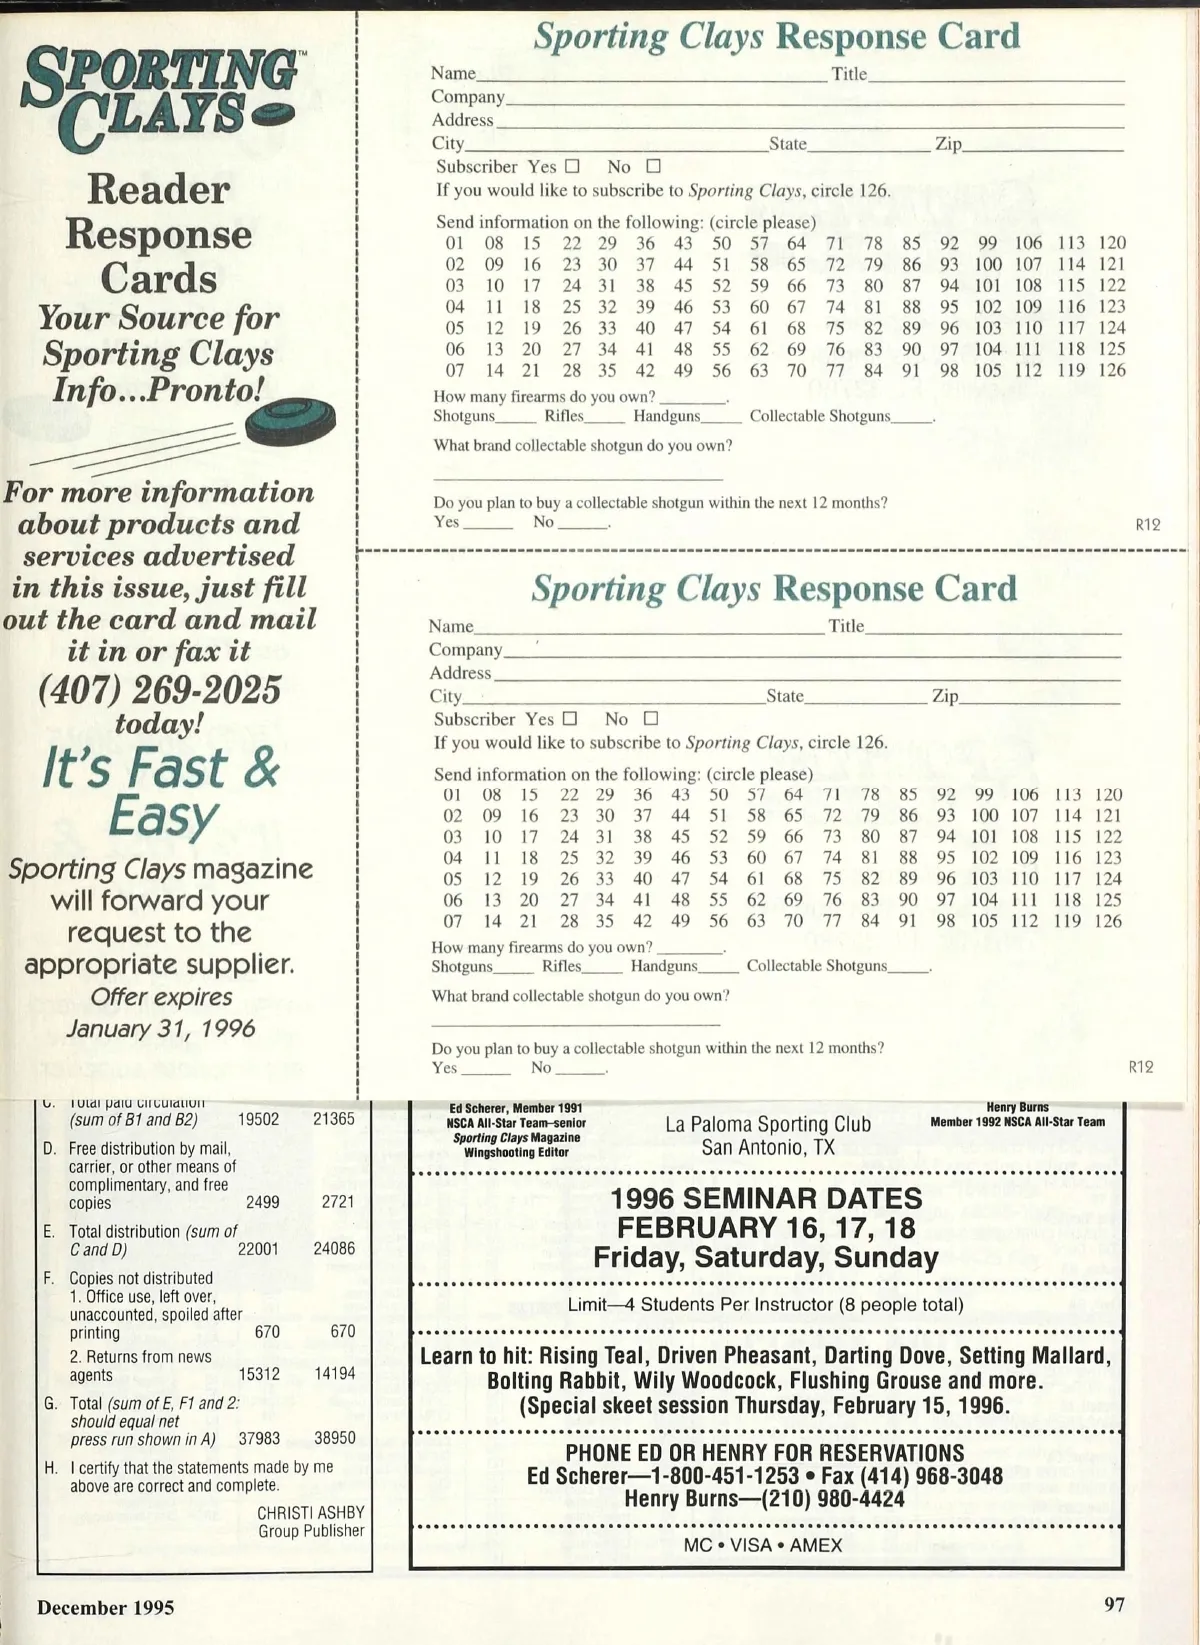 SPORTING™
CLAYS
Reader
Response
Cards
Your Source for
Sporting Clays
Info...Pronto!
For more information
about products and
services advertised
in this issue, just fill
out the card and mail
it in or fax it
(407) 269-2025
today!
It's Fast &
Easy
Sporting Clays magazine
will forward your
request to the
appropriate supplier.
Offer expires
January 31, 1996
Sporting Clays Response Card
Name Title
Company
Address
City State Zip
Subscriber Yes ☐ No ☐
If you would like to subscribe to Sporting Clays, circle 126.
Send information on the following: (circle please)
01 08 15 22 29 36 43 50 57 64 71 78 85 92 99 106 113 120
02 09 16 23 30 37 44 51 58 65 72 79 86 93 100 107 114 121
03 10 17 24 31 38 45 52 59 66 73 80 87 94 101 108 115 122
04 11 18 25 32 39 46 53 60 67 74 81 88 95 102 109 116 123
05 12 19 26 33 40 47 54 61 68 75 82 89 96 103 110 117 124
06 13 20 27 34 41 48 55 62 69 76 83 90 97 104 111 118 125
07 14 21 28 35 42 49 56 63 70 77 84 91 98 105 112 119 126
How many firearms do you own? ________.
Shotguns_____ Rifles_____ Handguns_____ Collectable Shotguns_____.
What brand collectable shotgun do you own?
Do you plan to buy a collectable shotgun within the next 12 months?
Yes ______ No ______.
R12
Sporting Clays Response Card
Name Title
Company
Address
City State Zip
Subscriber Yes ☐ No ☐
If you would like to subscribe to Sporting Clays, circle 126.
Send information on the following: (circle please)
01 08 15 22 29 36 43 50 57 64 71 78 85 92 99 106 113 120
02 09 16 23 30 37 44 51 58 65 72 79 86 93 100 107 114 121
03 10 17 24 31 38 45 52 59 66 73 80 87 94 101 108 115 122
04 11 18 25 32 39 46 53 60 67 74 81 88 95 102 109 116 123
05 12 19 26 33 40 47 54 61 68 75 82 89 96 103 110 117 124
06 13 20 27 34 41 48 55 62 69 76 83 90 97 104 111 118 125
07 14 21 28 35 42 49 56 63 70 77 84 91 98 105 112 119 126
How many firearms do you own? ________.
Shotguns_____ Rifles_____ Handguns_____ Collectable Shotguns_____.
What brand collectable shotgun do you own?
Do you plan to buy a collectable shotgun within the next 12 months?
Yes ______ No ______.
R12
C. Total paid circulation
(sum of B1 and B2) 19502 21365
D. Free distribution by mail,
carrier, or other means of
complimentary, and free
copies 2499 2721
E. Total distribution (sum of
C and D) 22001 24086
F. Copies not distributed
1. Office use, left over,
unaccounted, spoiled after
printing 670 670
2. Returns from news
agents 15312 14194
G. Total (sum of E, F1 and 2:
should equal net
press run shown in A) 37983 38950
H. I certify that the statements made by me
above are correct and complete.
CHRISTI ASHBY
Group Publisher
Ed Scherer, Member 1991
NSCA All-Star Team–senior
Sporting Clays Magazine
Wingshooting Editor
La Paloma Sporting Club
San Antonio, TX
Henry Burns
Member 1992 NSCA All-Star Team
1996 SEMINAR DATES
FEBRUARY 16, 17, 18
Friday, Saturday, Sunday
Limit—4 Students Per Instructor (8 people total)
Learn to hit: Rising Teal, Driven Pheasant, Darting Dove, Setting Mallard,
Bolting Rabbit, Wily Woodcock, Flushing Grouse and more.
(Special skeet session Thursday, February 15, 1996.
PHONE ED OR HENRY FOR RESERVATIONS
Ed Scherer—1-800-451-1253 • Fax (414) 968-3048
Henry Burns—(210) 980-4424
MC • VISA • AMEX
December 1995
97